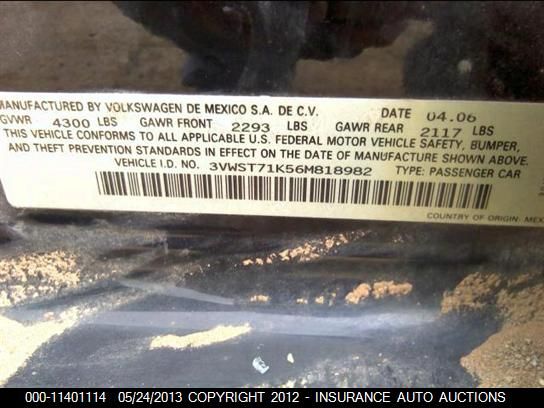 MANUFACTURED BY VOLKSWAGEN DE MEXICO S.A. DE C.V. DATE 04.06
GVWR 4300 LBS GAWR FRONT 2293 LBS GAWR REAR 2117 LBS
THIS VEHICLE CONFORMS TO ALL APPLICABLE U.S. FEDERAL MOTOR VEHICLE SAFETY, BUMPER,
AND THEFT PREVENTION STANDARDS IN EFFECT ON THE DATE OF MANUFACTURE SHOWN ABOVE.
VEHICLE I.D. NO. 3VWST71K56M818982 TYPE: PASSENGER CAR
COUNTRY OF ORIGIN: MEX
000-11401114 05/24/2013 COPYRIGHT 2012 - INSURANCE AUTO AUCTIONS